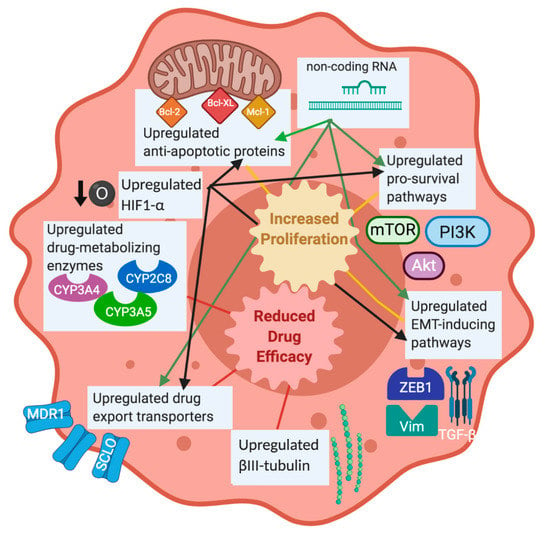 non-coding RNA
Bcl-2
Bcl-XL
Mcl-1
Upregulated
anti-apoptotic proteins
Upregulated
pro-survival
pathways
O
Upregulated
HIF1-α
Increased
Proliferation
mTOR
PI3K
Akt
Upregulated
drug-metabolizing
enzymes
CYP3A4
CYP2C8
CYP3A5
Reduced
Drug
Efficacy
Upregulated
EMT-inducing
pathways
ZEB1
Vim
TGF-β
Upregulated drug
export transporters
MDR1
SCLO
Upregulated
βIII-tubulin